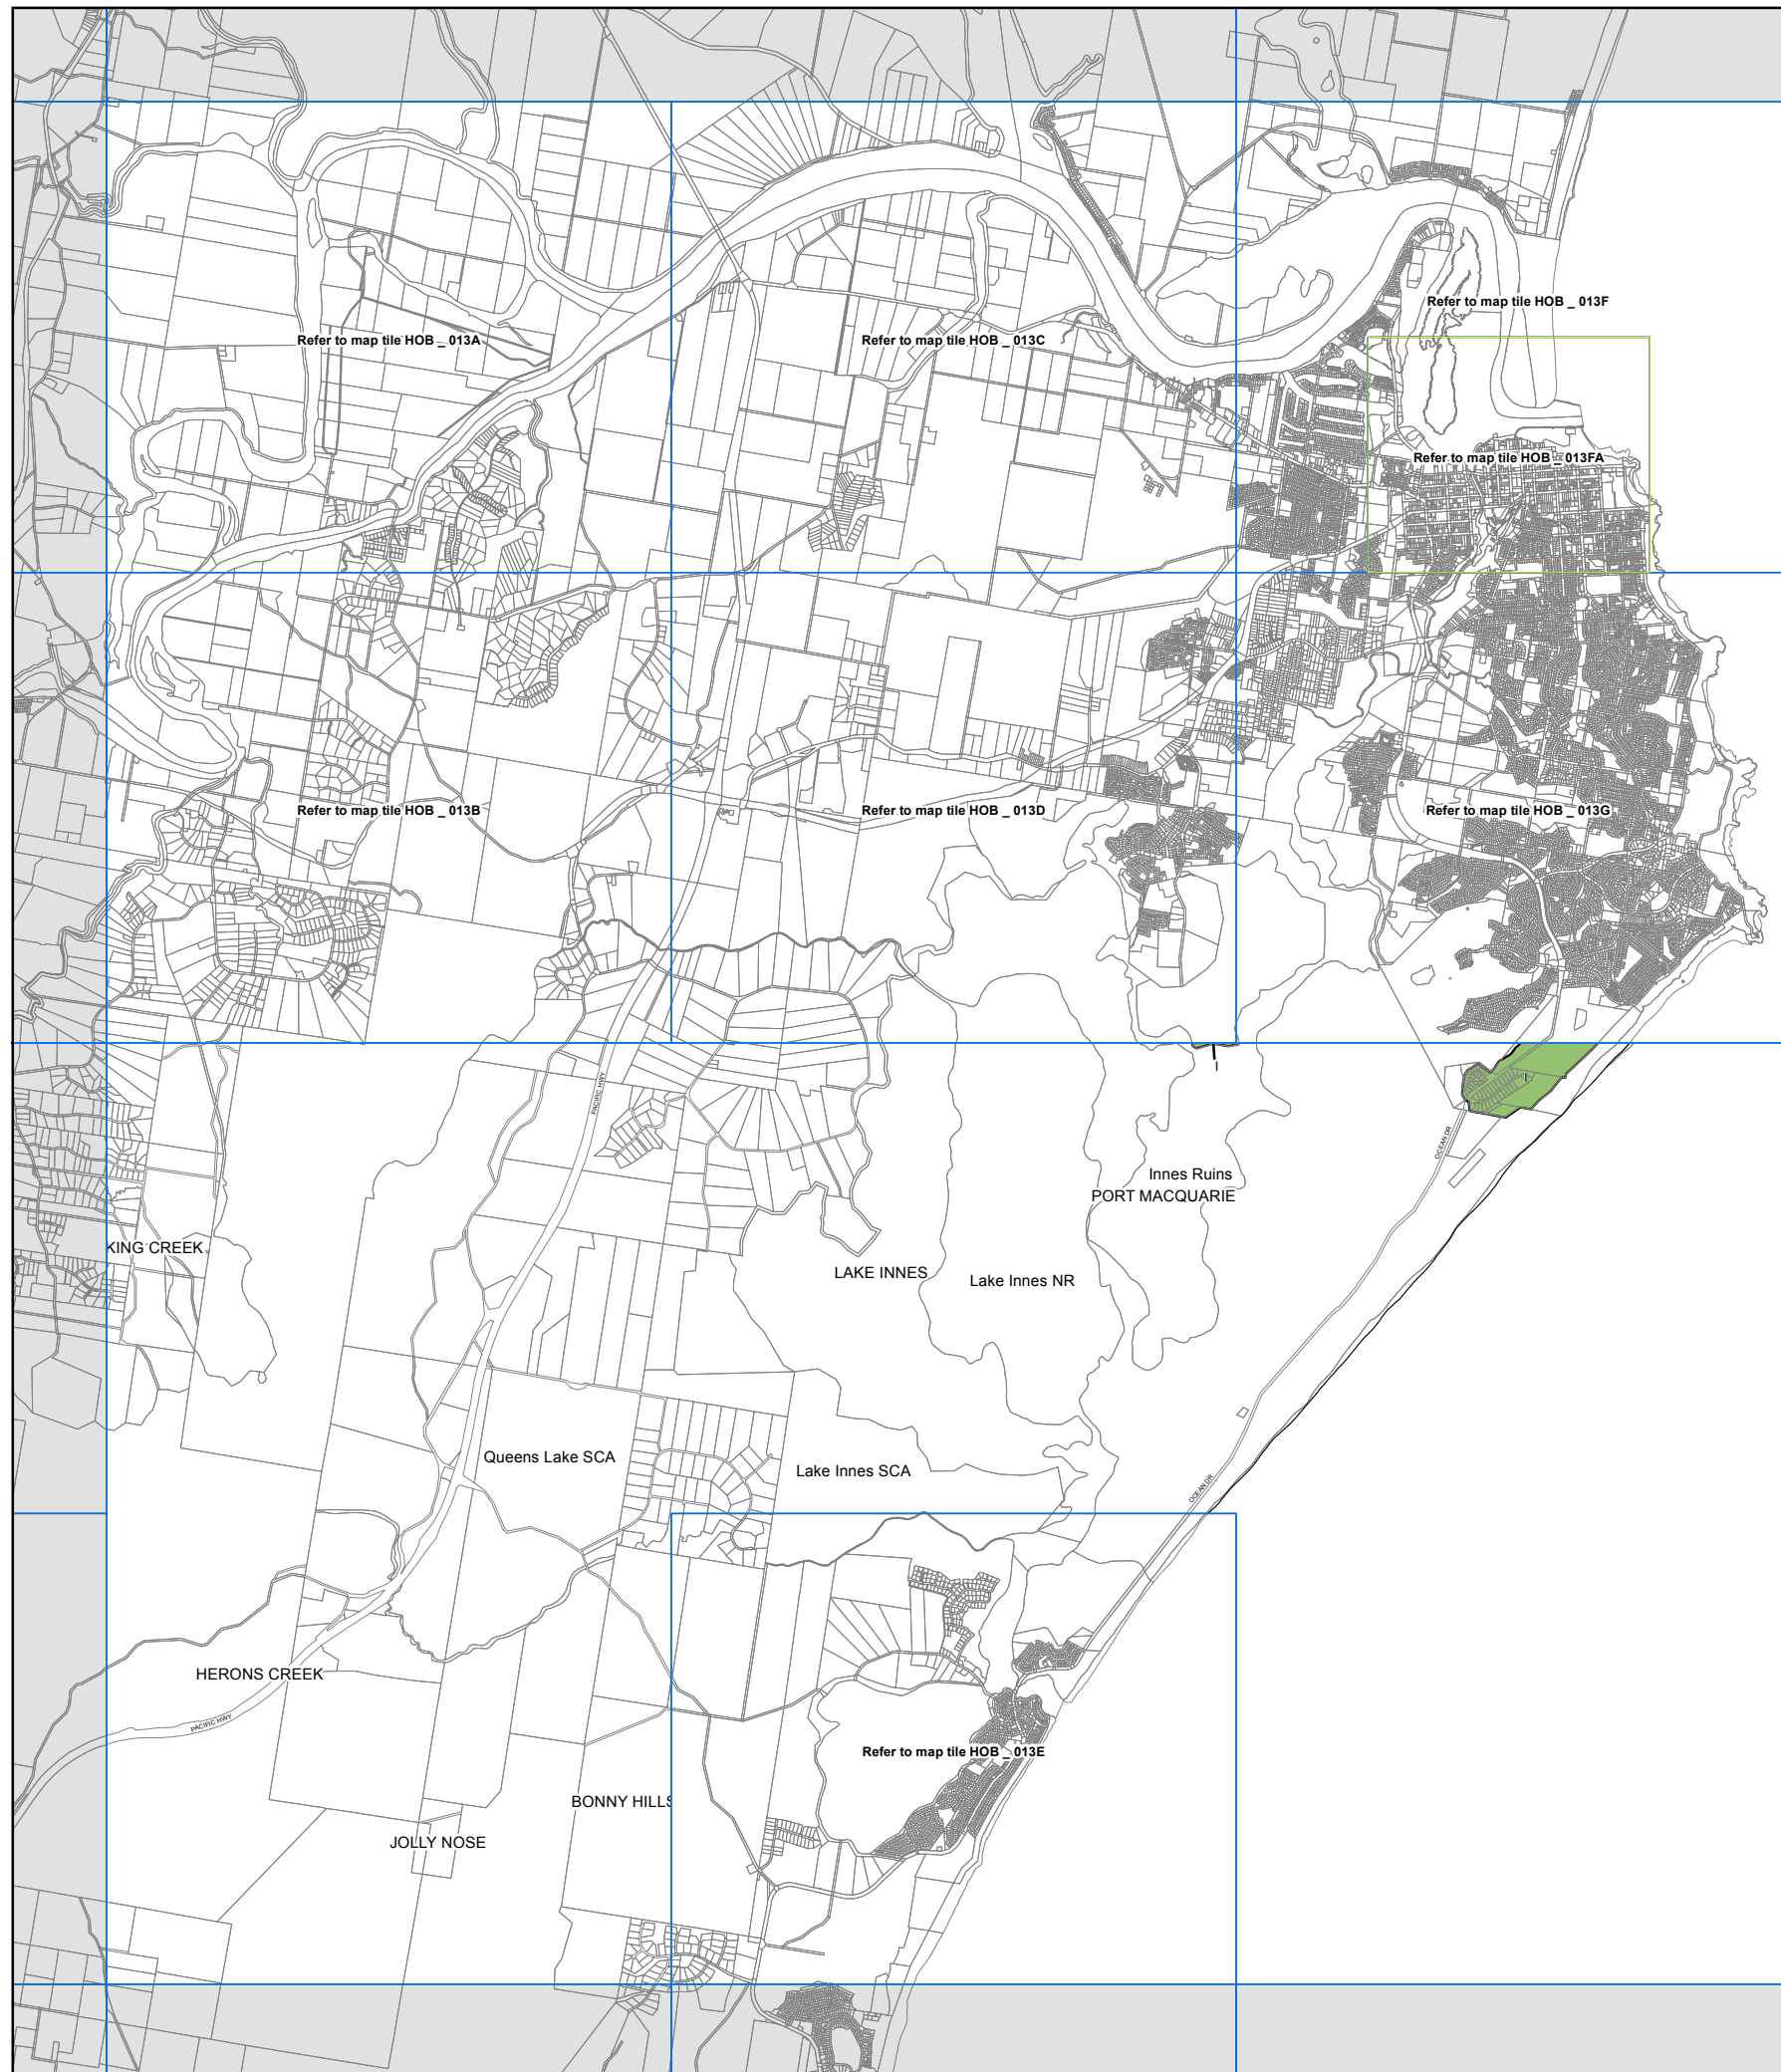 Refer to map tile HOB _ 013F
Refer to map tile HOB _ 013A
Refer to map tile HOB _ 013C
Refer to map tile HOB _ 013FA
Refer to map tile HOB _ 013B
Refer to map tile HOB _ 013D
Refer to map tile HOB _ 013G
I
I
PACIFIC HWY
OCEAN DR
Innes Ruins
PORT MACQUARIE
KING CREEK
LAKE INNES
Lake Innes NR
Queens Lake SCA
Lake Innes SCA
OCEAN DR
HERONS CREEK
PACIFIC HWY
Refer to map tile HOB _ 013E
BONNY HILLS
JOLLY NOSE